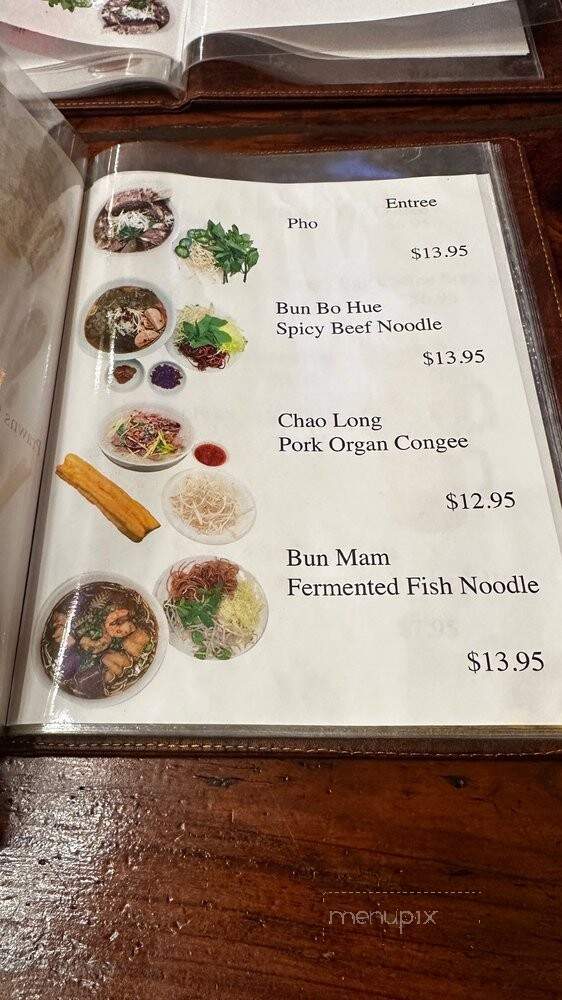 Entree
Pho
$13.95
Bun Bo Hue
Spicy Beef Noodle
$13.95
Chao Long
Pork Organ Congee
$12.95
Bun Mam
Fermented Fish Noodle
$13.95
Prawns
menupix